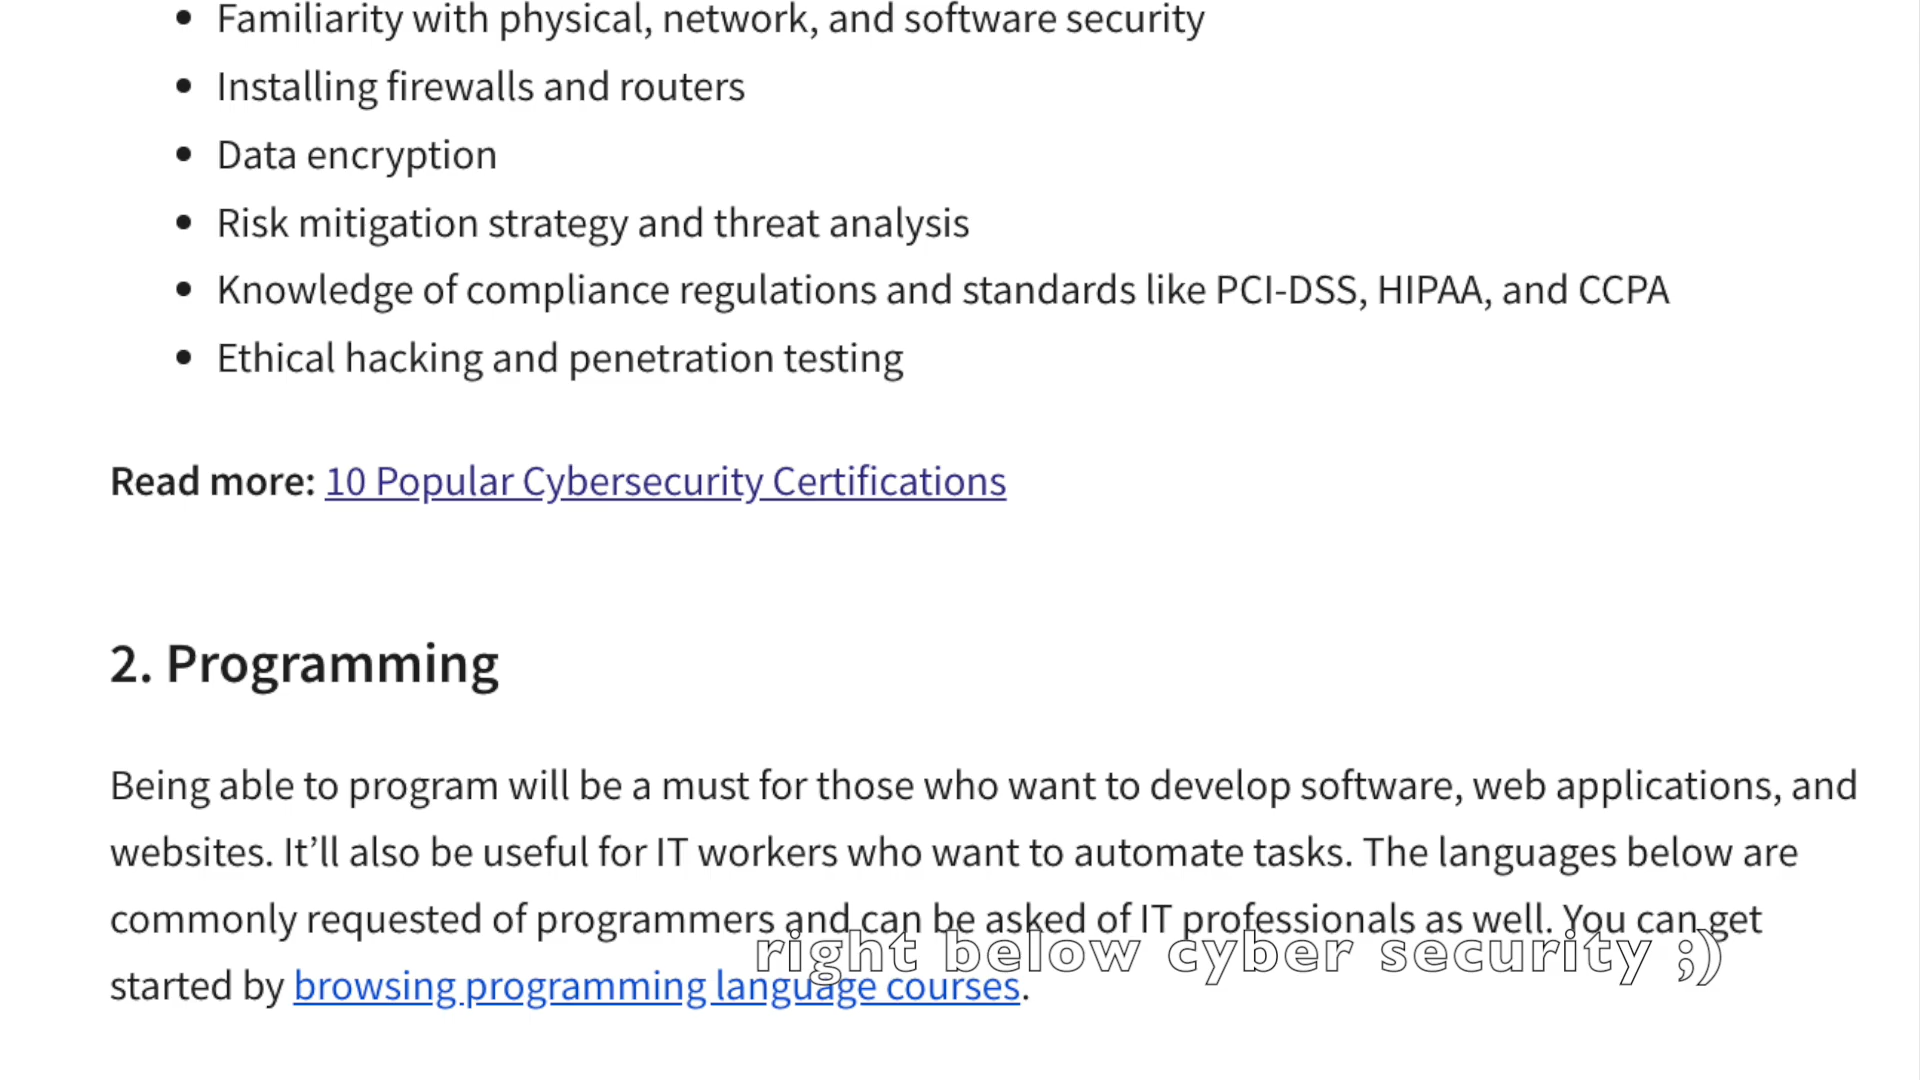 • Familiarity with physical, network, and software security
• Installing firewalls and routers
• Data encryption
• Risk mitigation strategy and threat analysis
• Knowledge of compliance regulations and standards like PCI-DSS, HIPAA, and CCPA
• Ethical hacking and penetration testing
Read more: 10 Popular Cybersecurity Certifications
2. Programming
Being able to program will be a must for those who want to develop software, web applications, and
websites. It’ll also be useful for IT workers who want to automate tasks. The languages below are
commonly requested of programmers and can be asked of IT professionals as well. You can get
right below cyber security ;)
started by browsing programming language courses.